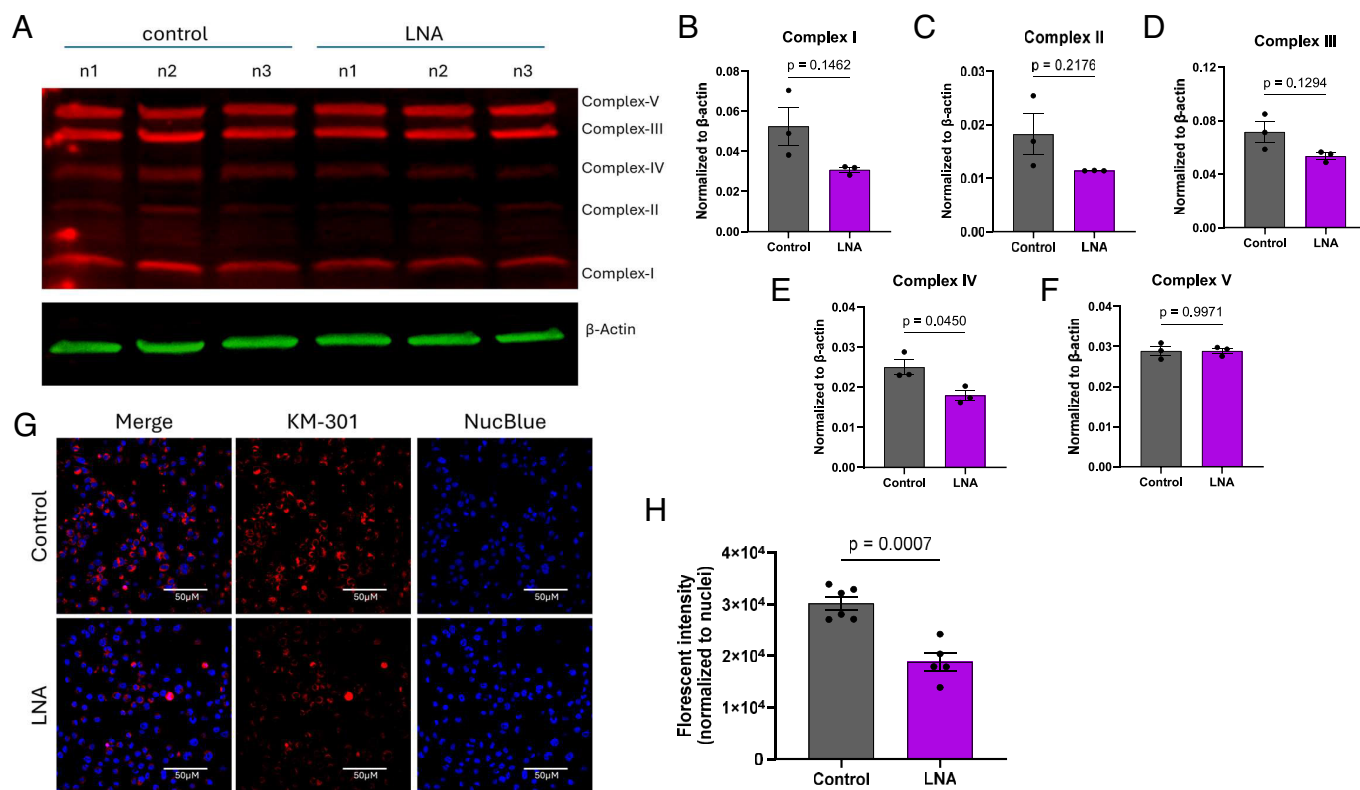 A
control LNA
n1 n2 n3 n1 n2 n3
Complex-V
Complex-III
Complex-IV
Complex-II
Complex-I
β-Actin
B
Complex I
p = 0.1462
Normalized to β-actin
0.08
0.06
0.04
0.02
0.00
Control LNA
C
Complex II
p = 0.2176
Normalized to β-actin
0.03
0.02
0.01
0.00
Control LNA
D
Complex III
p = 0.1294
Normalized to β-actin
0.12
0.08
0.04
0.00
Control LNA
E
Complex IV
p = 0.0450
Normalized to β-actin
0.04
0.03
0.02
0.01
0.00
Control LNA
F
Complex V
p = 0.9971
Normalized to β-actin
0.04
0.03
0.02
0.01
0.00
Control LNA
G
Merge KM-301 NucBlue
Control
50µM 50µM 50µM
LNA
50µM 50µM 50µM
H
p = 0.0007
Florescent intensity
(normalized to nuclei)
4×10⁴
3×10⁴
2×10⁴
1×10⁴
0
Control LNA